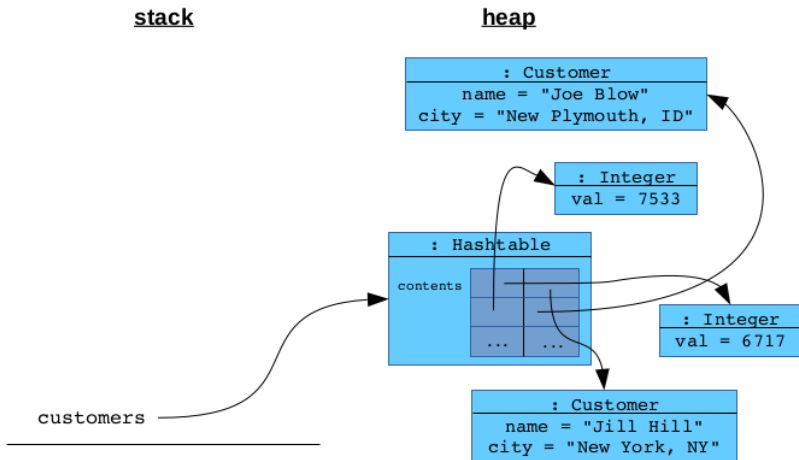 stack
heap
: Customer
name = "Joe Blow"
city = "New Plymouth, ID"
: Integer
val = 7533
: Hashtable
contents
... ...
: Integer
val = 6717
customers
: Customer
name = "Jill Hill"
city = "New York, NY"